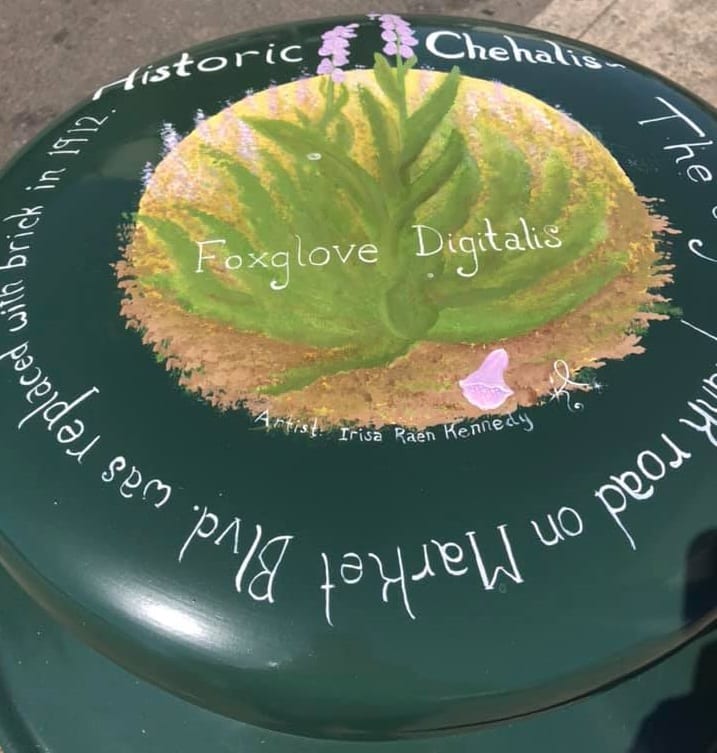 Historic Chehalis
The
road on Market Blvd. was replaced with brick in 1912.
Foxglove Digitalis
Artist: Irisa Raen Kennedy